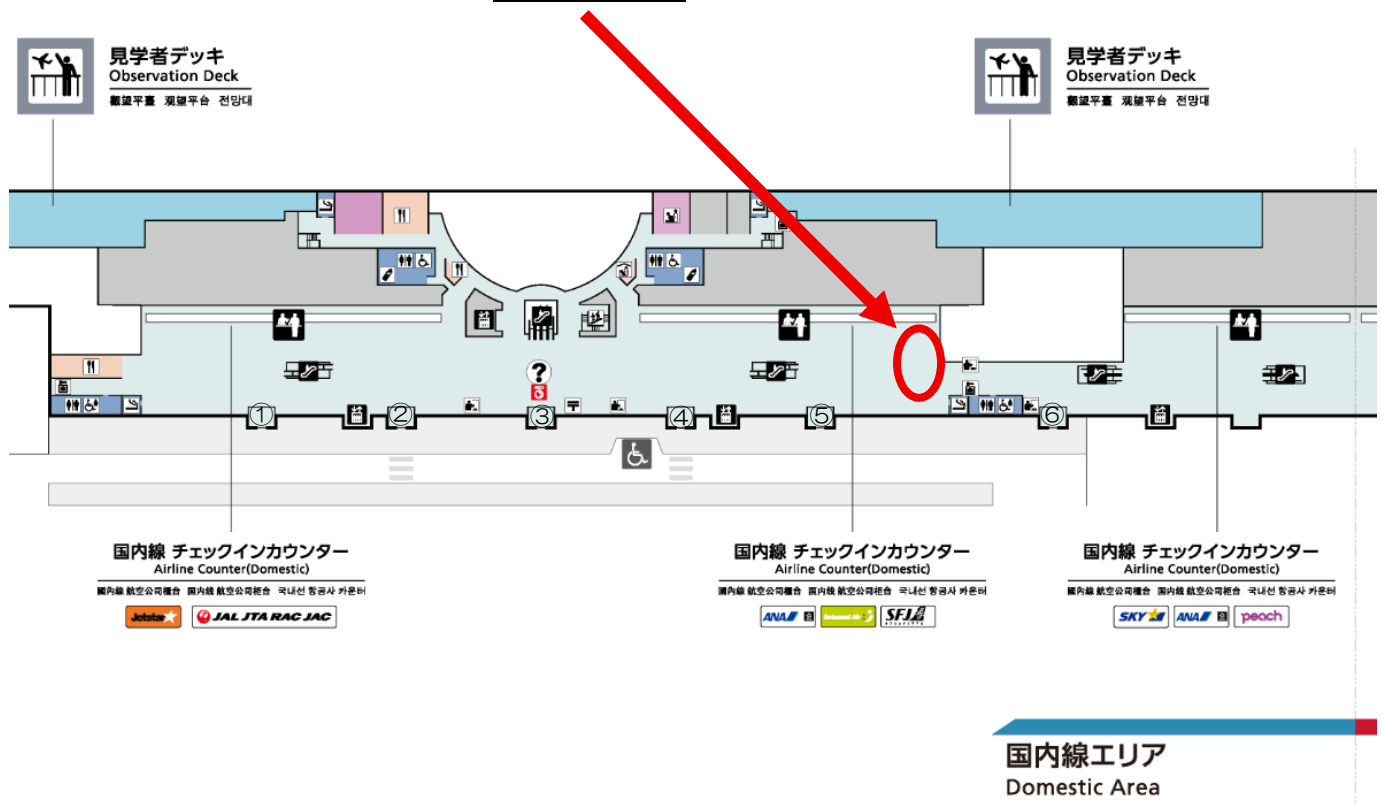 見学者デッキ
Observation Deck
觀望平臺 观望平台 전망대
見学者デッキ
Observation Deck
觀望平臺 观望平台 전망대
?
① ② ③ ④ ⑤ ⑥
国内線 チェックインカウンター
Airline Counter(Domestic)
國內線 航空公司櫃台 国内线 航空公司柜台 국내선 항공사 카운터
Jetstar
JAL JTA RAC JAC
国内線 チェックインカウンター
Airline Counter(Domestic)
國內線 航空公司櫃台 国内线 航空公司柜台 국내선 항공사 카운터
ANA
SFJ
国内線 チェックインカウンター
Airline Counter(Domestic)
國內線 航空公司櫃台 国内线 航空公司柜台 국내선 항공사 카운터
SKY
ANA
peach
国内線エリア
Domestic Area